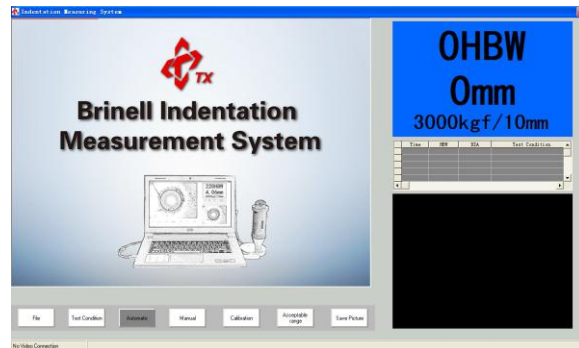 Indentation Measuring System
TX
Brinell Indentation
Measurement System
0HBW
0mm
3000kgf/10mm
Time HBW DIA Test Condition
File Test Condition Automatic Manual Calibration Acceptable range Save Picture
No Video Connection